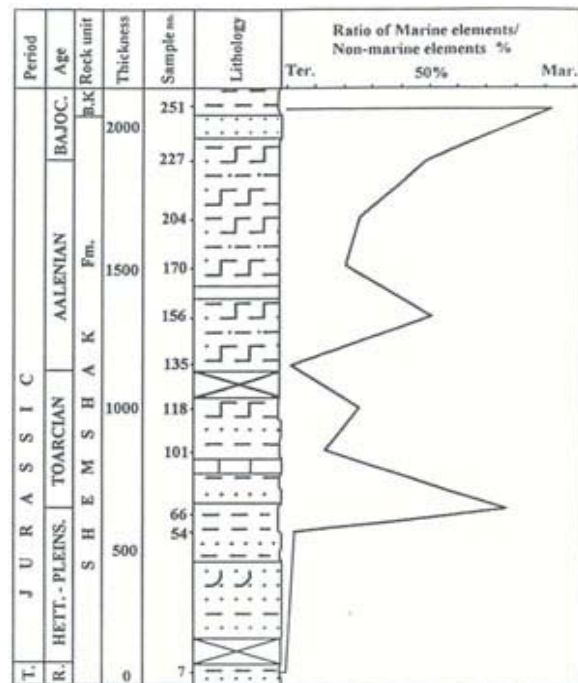 Period
Age
Rock unit
Thickness
Sample no.
Lithology
Ratio of Marine elements/
Non-marine elements %
Ter. 50% Mar.
JURASSIC
T.
BAJOC.
AALENIAN
TOARCIAN
HETT. - PLEINS.
R.
B.K
SHEMSHAK Fm.
2000
1500
1000
500
0
251
227
204
170
156
135
118
101
66
54
7